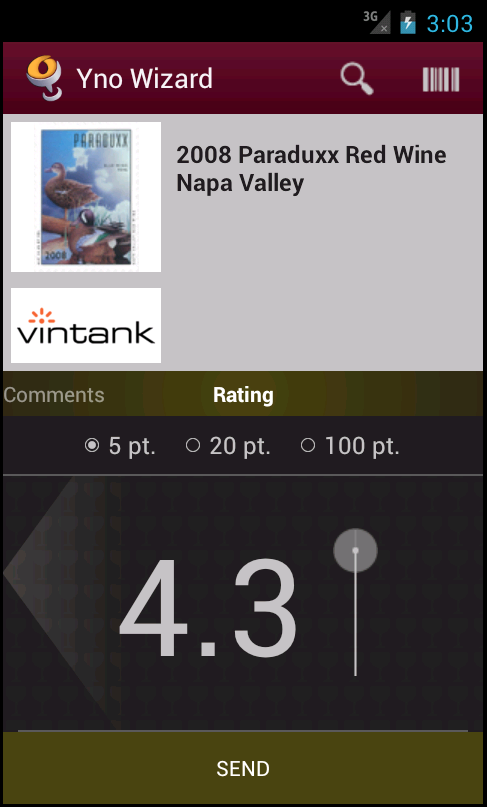 3G
3:03
Yno Wizard
PARADUXX
2008 Paraduxx Red Wine
Napa Valley
2008
vintank
Comments
Rating
5 pt.
20 pt.
100 pt.
4.3
SEND